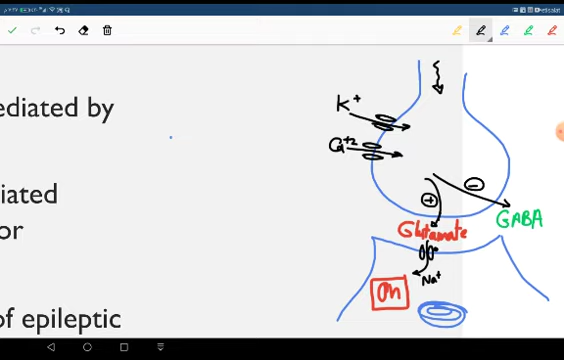 ediated by
iated
or
of epileptic
K+
Ca+2
+
-
Glutamate
GABA
Na+
On